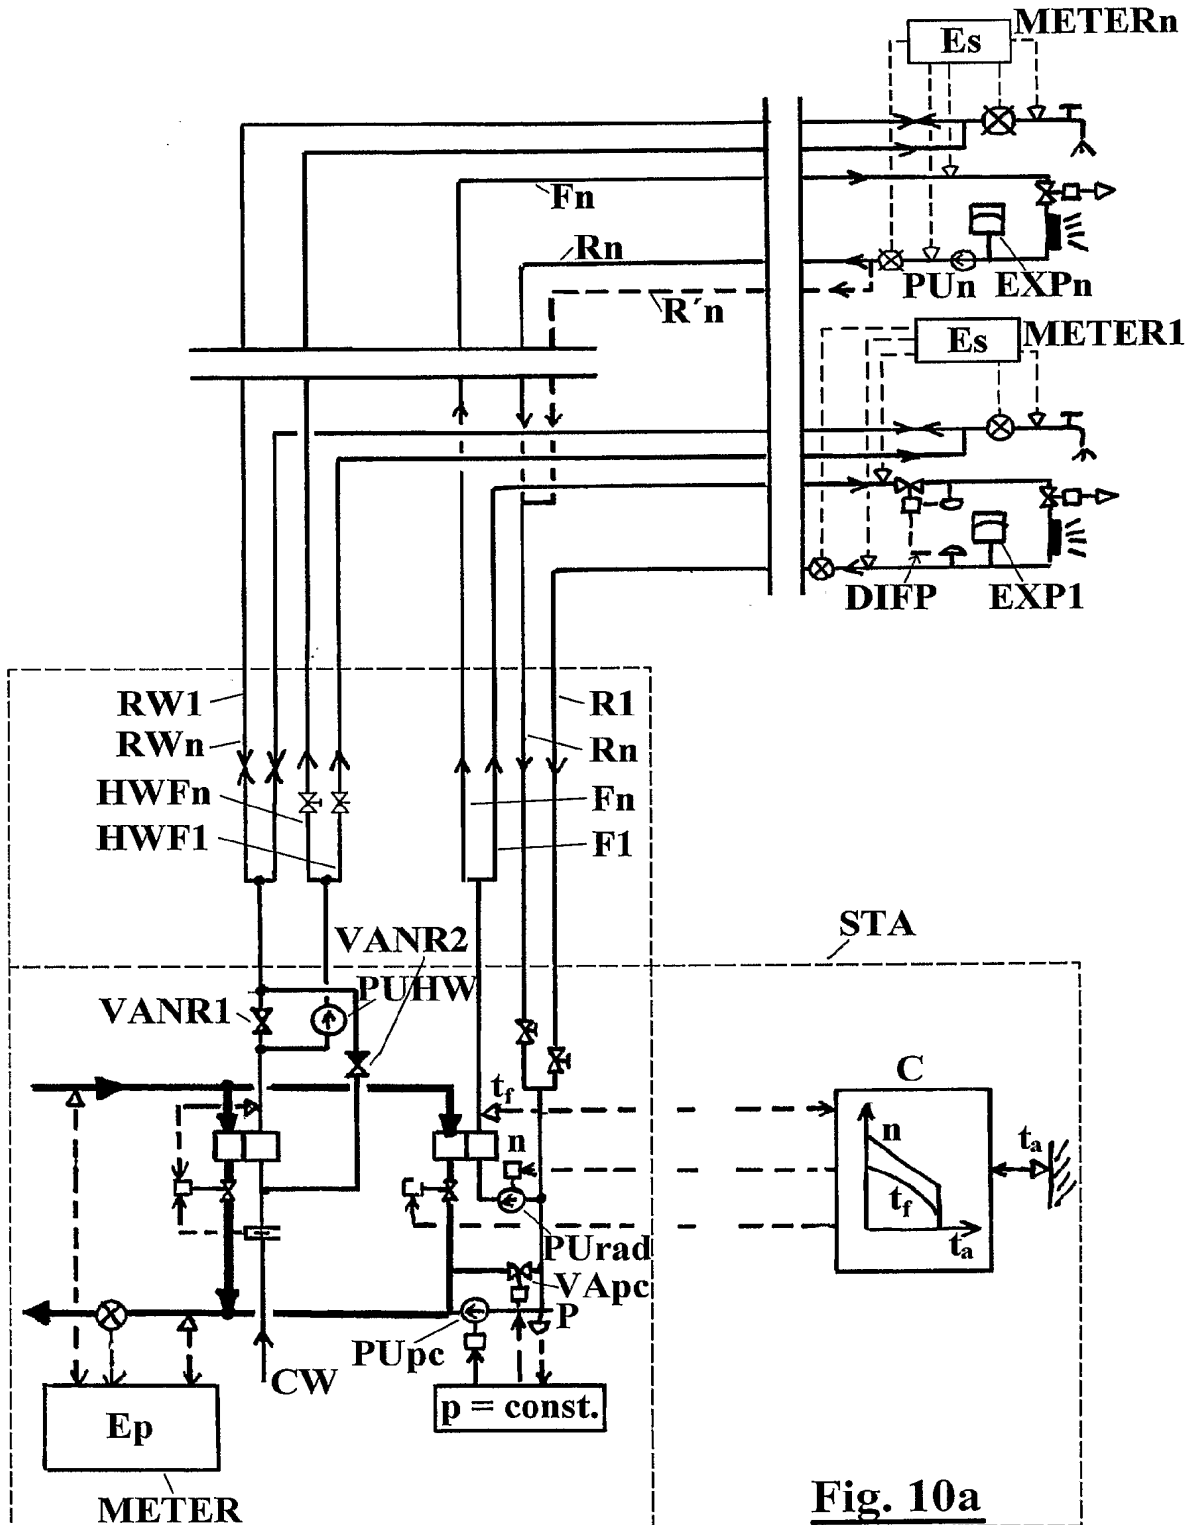 METERn
Es
Fn
Rn
PUn
EXPn
R´n
METER1
Es
DIFP
EXP1
RW1
R1
RWn
Rn
HWFn
Fn
HWF1
F1
STA
VANR2
PUHW
VANR1
C
tf
n
n
ta
tf
ta
PUrad
VApc
P
PUpc
CW
p = const.
Ep
METER
Fig. 10a